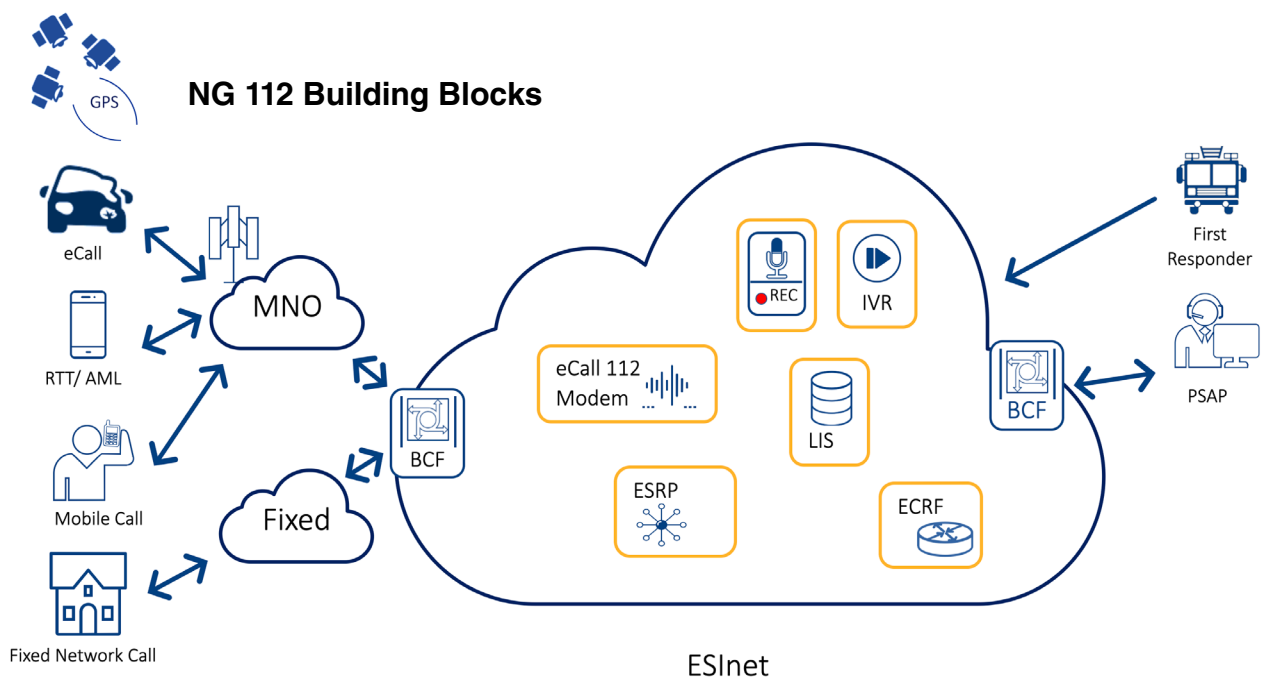 GPS
NG 112 Building Blocks
eCall
MNO
RTT/ AML
Mobile Call
Fixed
Fixed Network Call
BCF
REC
IVR
eCall 112
Modem
LIS
ESRP
ECRF
BCF
First
Responder
PSAP
ESInet